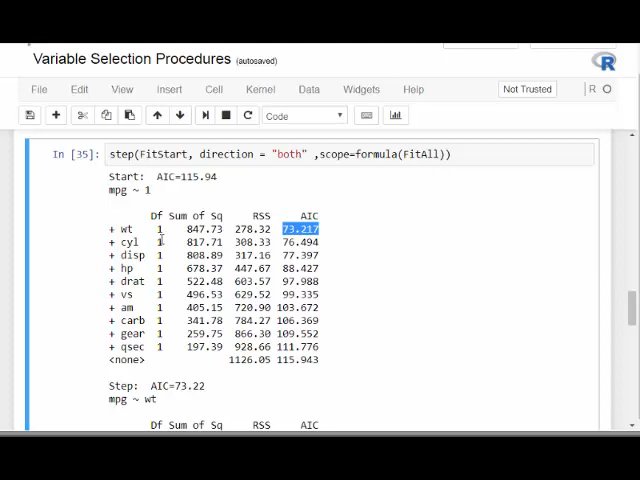 Variable Selection Procedures (autosaved)
R
File Edit View Insert Cell Kernel Datasets Widgets Help Not Trusted R
Code
In [35]: step(FitStart, direction = "both" ,scope=formula(FitAll))
Start: AIC=115.94
mpg ~ 1
Df Sum of Sq RSS AIC
+ wt 1 847.73 278.32 73.217
+ cyl 1 817.71 308.33 76.494
+ disp 1 808.89 317.16 77.397
+ hp 1 678.37 447.67 88.427
+ drat 1 522.48 603.57 97.988
+ vs 1 496.53 629.52 99.335
+ am 1 405.15 720.90 103.672
+ carb 1 341.78 784.27 106.369
+ gear 1 259.75 866.30 109.552
+ qsec 1 197.39 928.66 111.776
<none> 1126.05 115.943
Step: AIC=73.22
mpg ~ wt
Df Sum of Sq RSS AIC